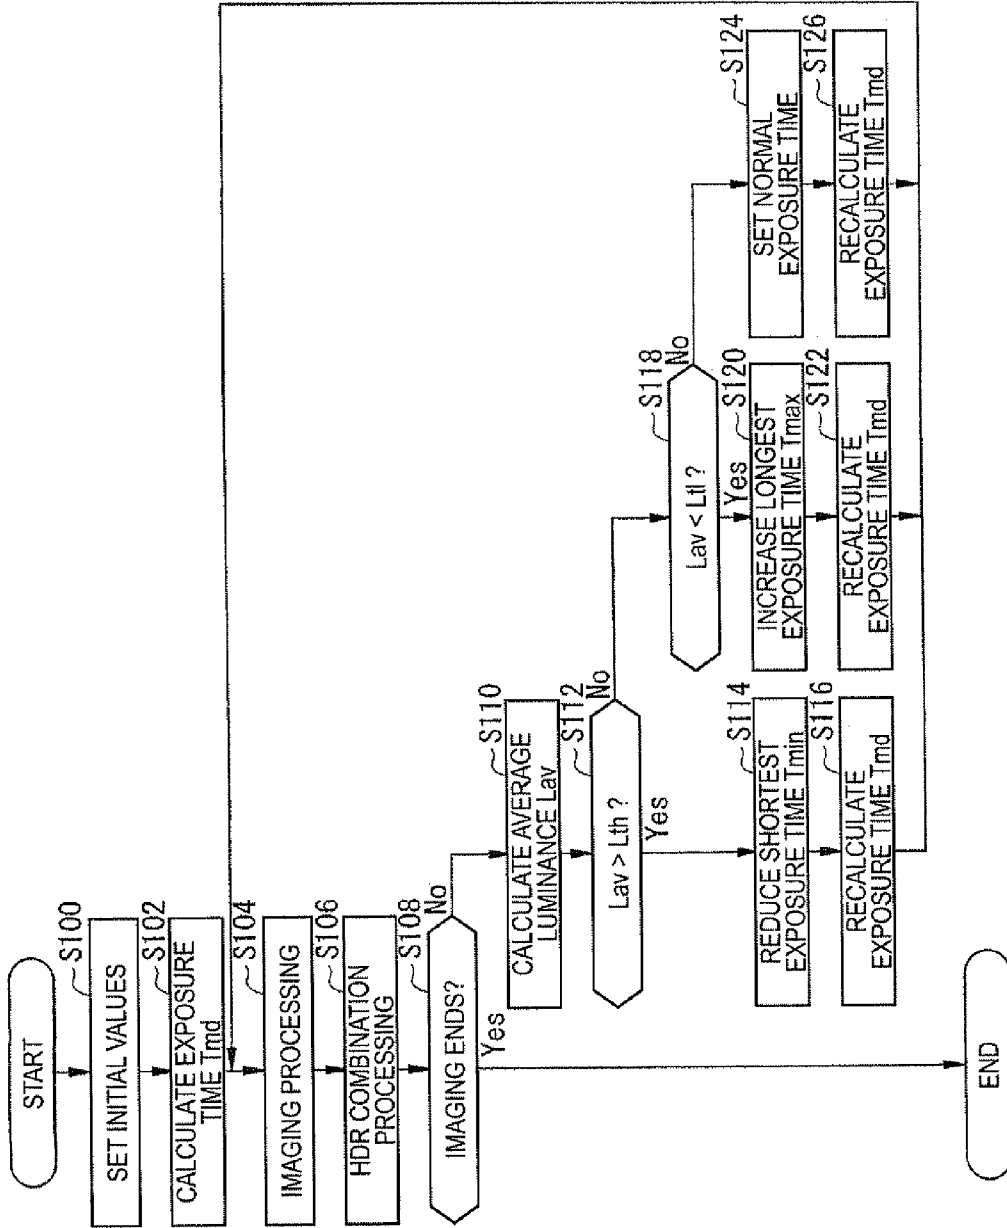 START
S100
SET INITIAL VALUES
S102
CALCULATE EXPOSURE
TIME Tmd
S104
IMAGING PROCESSING
S106
HDR COMBINATION
PROCESSING
S108
IMAGING ENDS?
No
Yes
S110
CALCULATE AVERAGE
LUMINANCE Lav
S112
Lav > Lth ?
No
Yes
S114
REDUCE SHORTEST
EXPOSURE TIME Tmin
S116
RECALCULATE
EXPOSURE TIME Tmd
S118
Lav < Ltl ?
No
Yes
S120
INCREASE LONGEST
EXPOSURE TIME Tmax
S122
RECALCULATE
EXPOSURE TIME Tmd
S124
SET NORMAL
EXPOSURE TIME
S126
RECALCULATE
EXPOSURE TIME Tmd
END